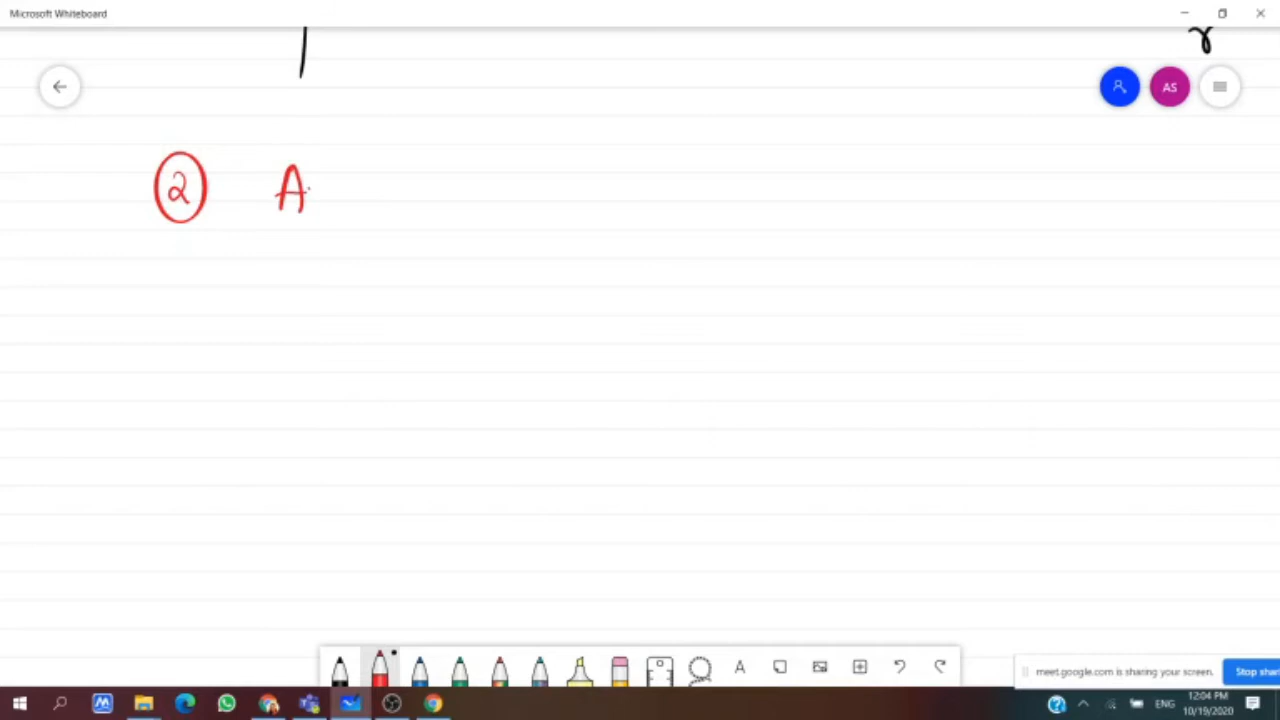 Microsoft Whiteboard
AS
② A
A
meet.google.com is sharing your screen.
Stop shar
12:04 PM
ENG
10/19/2020